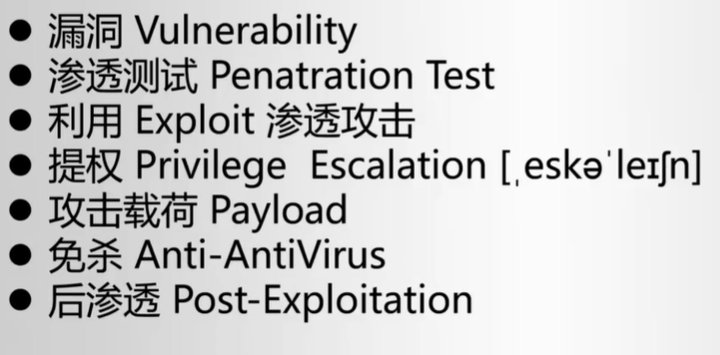 ● 漏洞 Vulnerability
● 渗透测试 Penatration Test
● 利用 Exploit 渗透攻击
● 提权 Privilege  Escalation [ˌeskəˈleɪʃn]
● 攻击载荷 Payload
● 免杀 Anti-AntiVirus
● 后渗透 Post-Exploitation